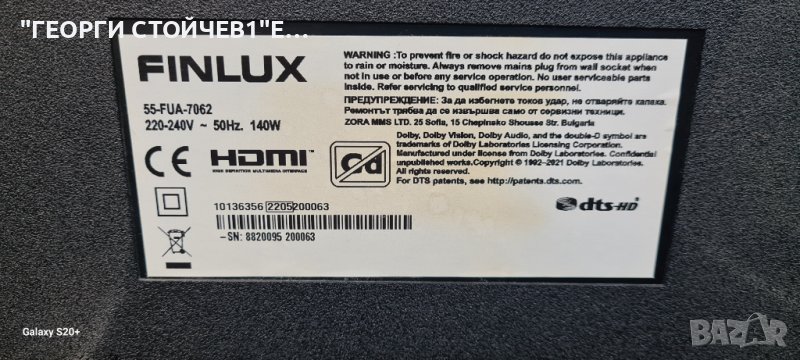 "ГЕОРГИ СТОЙЧЕВ1"Е...
FINLUX
55-FUA-7062
220-240V ~ 50Hz. 140W
WARNING :To prevent fire or shock hazard do not expose this appliance
to rain or moisture. Always remove mains plug from wall socket when
not in use or before any service operation. No user serviceable parts
inside. Refer servicing to qualified service personnel.
ПРЕДУПРЕЖДЕНИЕ: За да избегнете токов удар, не отваряйте капака.
Ремонтът трябва да се извършва само от сервизни техници.
ZORA MMS LTD. 25 Sofia, 15 Chepinsko Shousse Str. Bulgaria
Dolby, Dolby Vision, Dolby Audio, and the double-D symbol are
trademarks of Dolby Laboratories Licensing Corporation.
Manufactured under license from Dolby Laboratories. Confidential
unpublished works.Copyright © 1992-2021 Dolby Laboratories.
For DTS patents, see http://patents.dts.com.
CE
HDMI
HIGH DEFINITION MULTIMEDIA INTERFACE
Cd
dts-HD
10136356 2205200063
-SN: 8820095 200063
Galaxy S20+
BAZAR